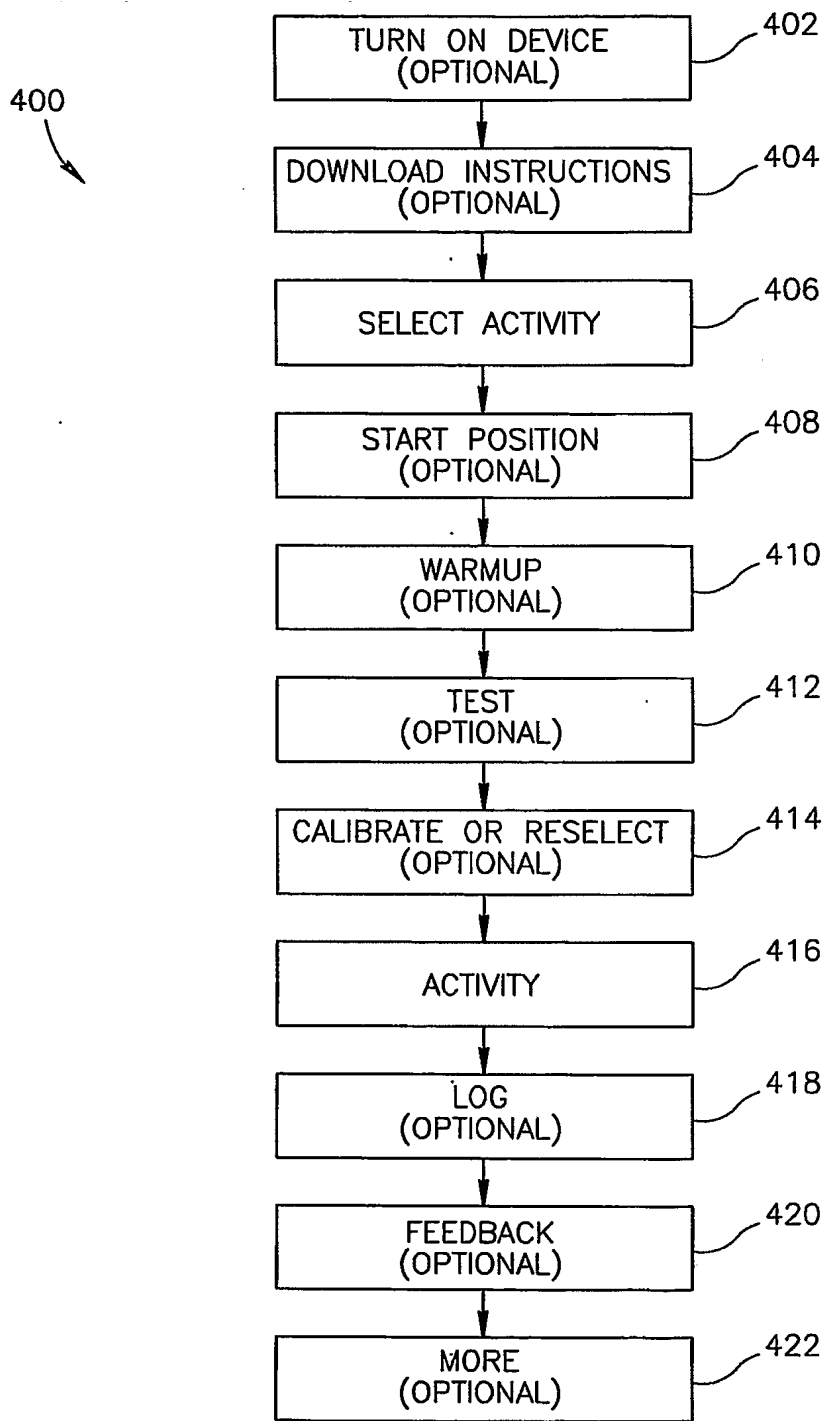 400
TURN ON DEVICE
(OPTIONAL)
402
DOWNLOAD INSTRUCTIONS
(OPTIONAL)
404
SELECT ACTIVITY
406
START POSITION
(OPTIONAL)
408
WARMUP
(OPTIONAL)
410
TEST
(OPTIONAL)
412
CALIBRATE OR RESELECT
(OPTIONAL)
414
ACTIVITY
416
LOG
(OPTIONAL)
418
FEEDBACK
(OPTIONAL)
420
MORE
(OPTIONAL)
422